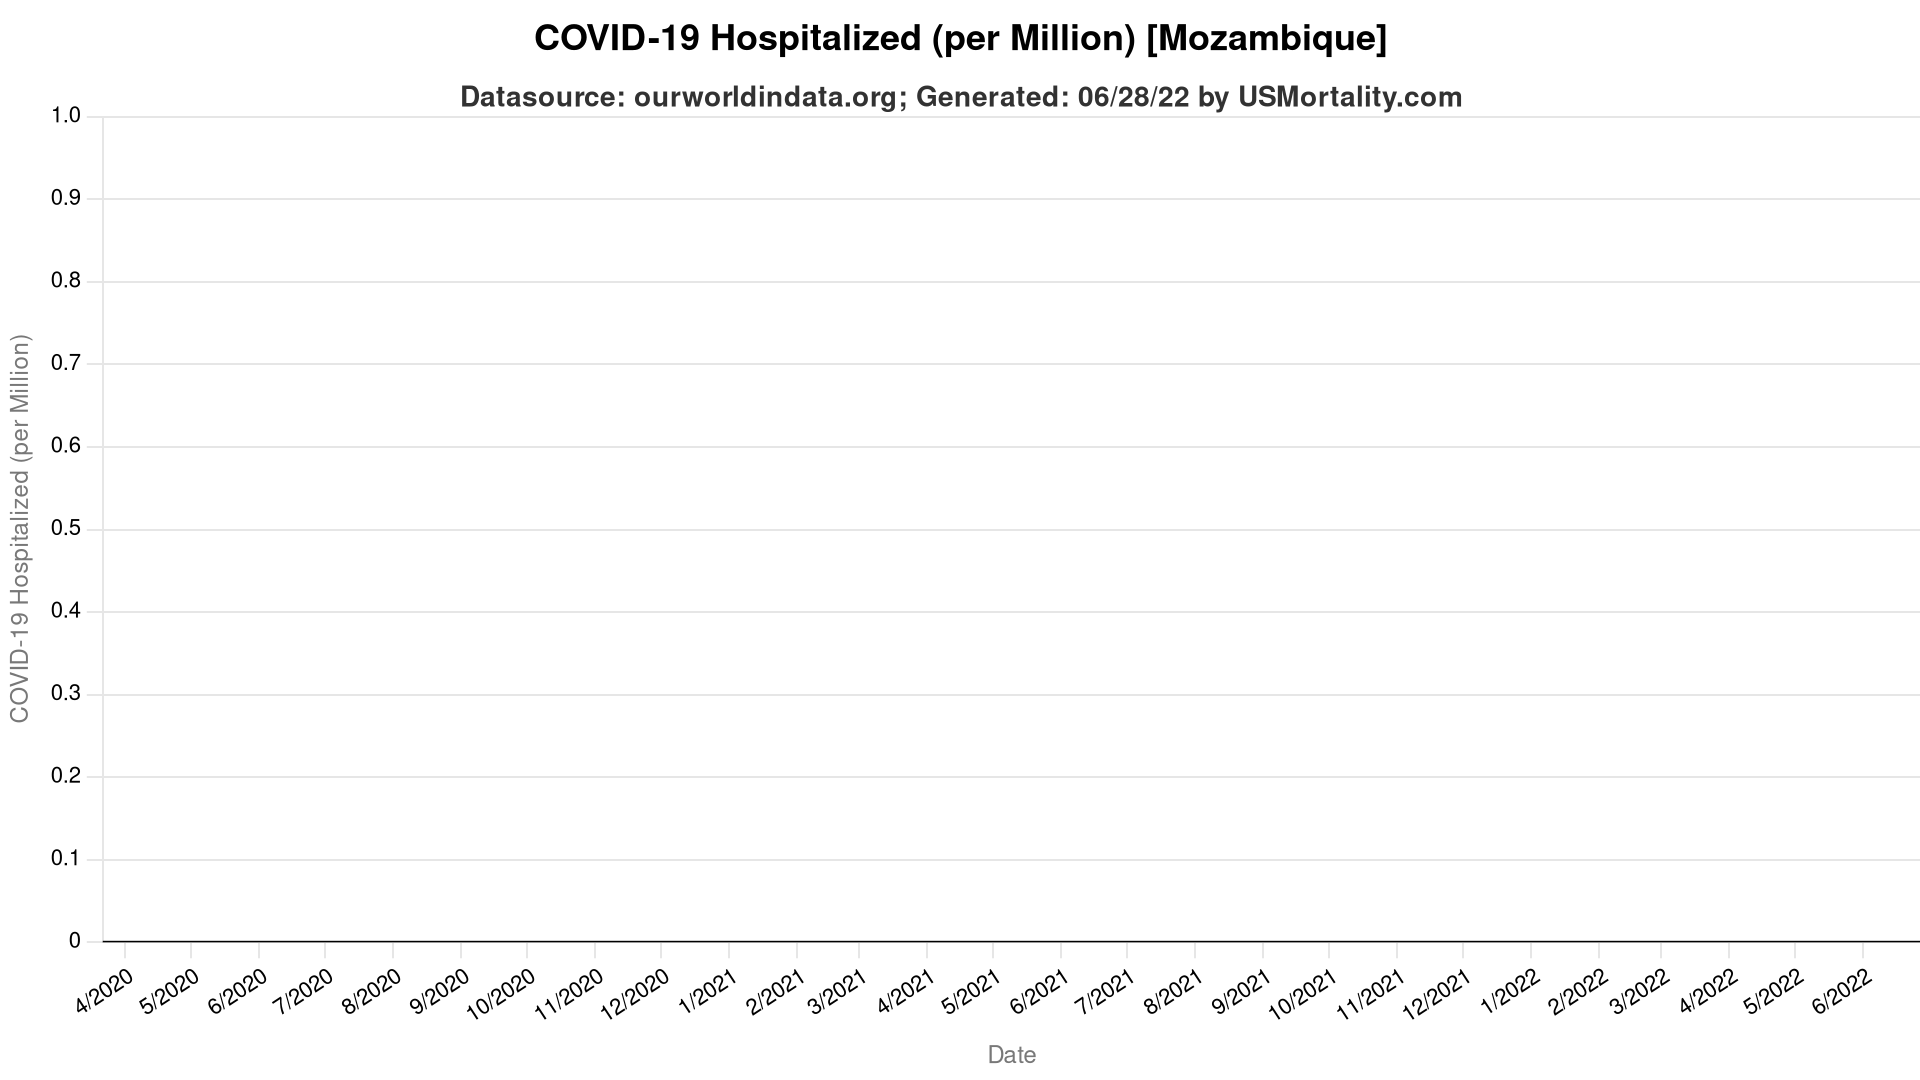 COVID-19 Hospitalized (per Million) [Mozambique]
Datasource: ourworldindata.org; Generated: 06/28/22 by USMortality.com
COVID-19 Hospitalized (per Million)
1.0
0.9
0.8
0.7
0.6
0.5
0.4
0.3
0.2
0.1
0
4/2020 5/2020 6/2020 7/2020 8/2020 9/2020 10/2020 11/2020 12/2020 1/2021 2/2021 3/2021 4/2021 5/2021 6/2021 7/2021 8/2021 9/2021 10/2021 11/2021 12/2021 1/2022 2/2022 3/2022 4/2022 5/2022 6/2022
Date